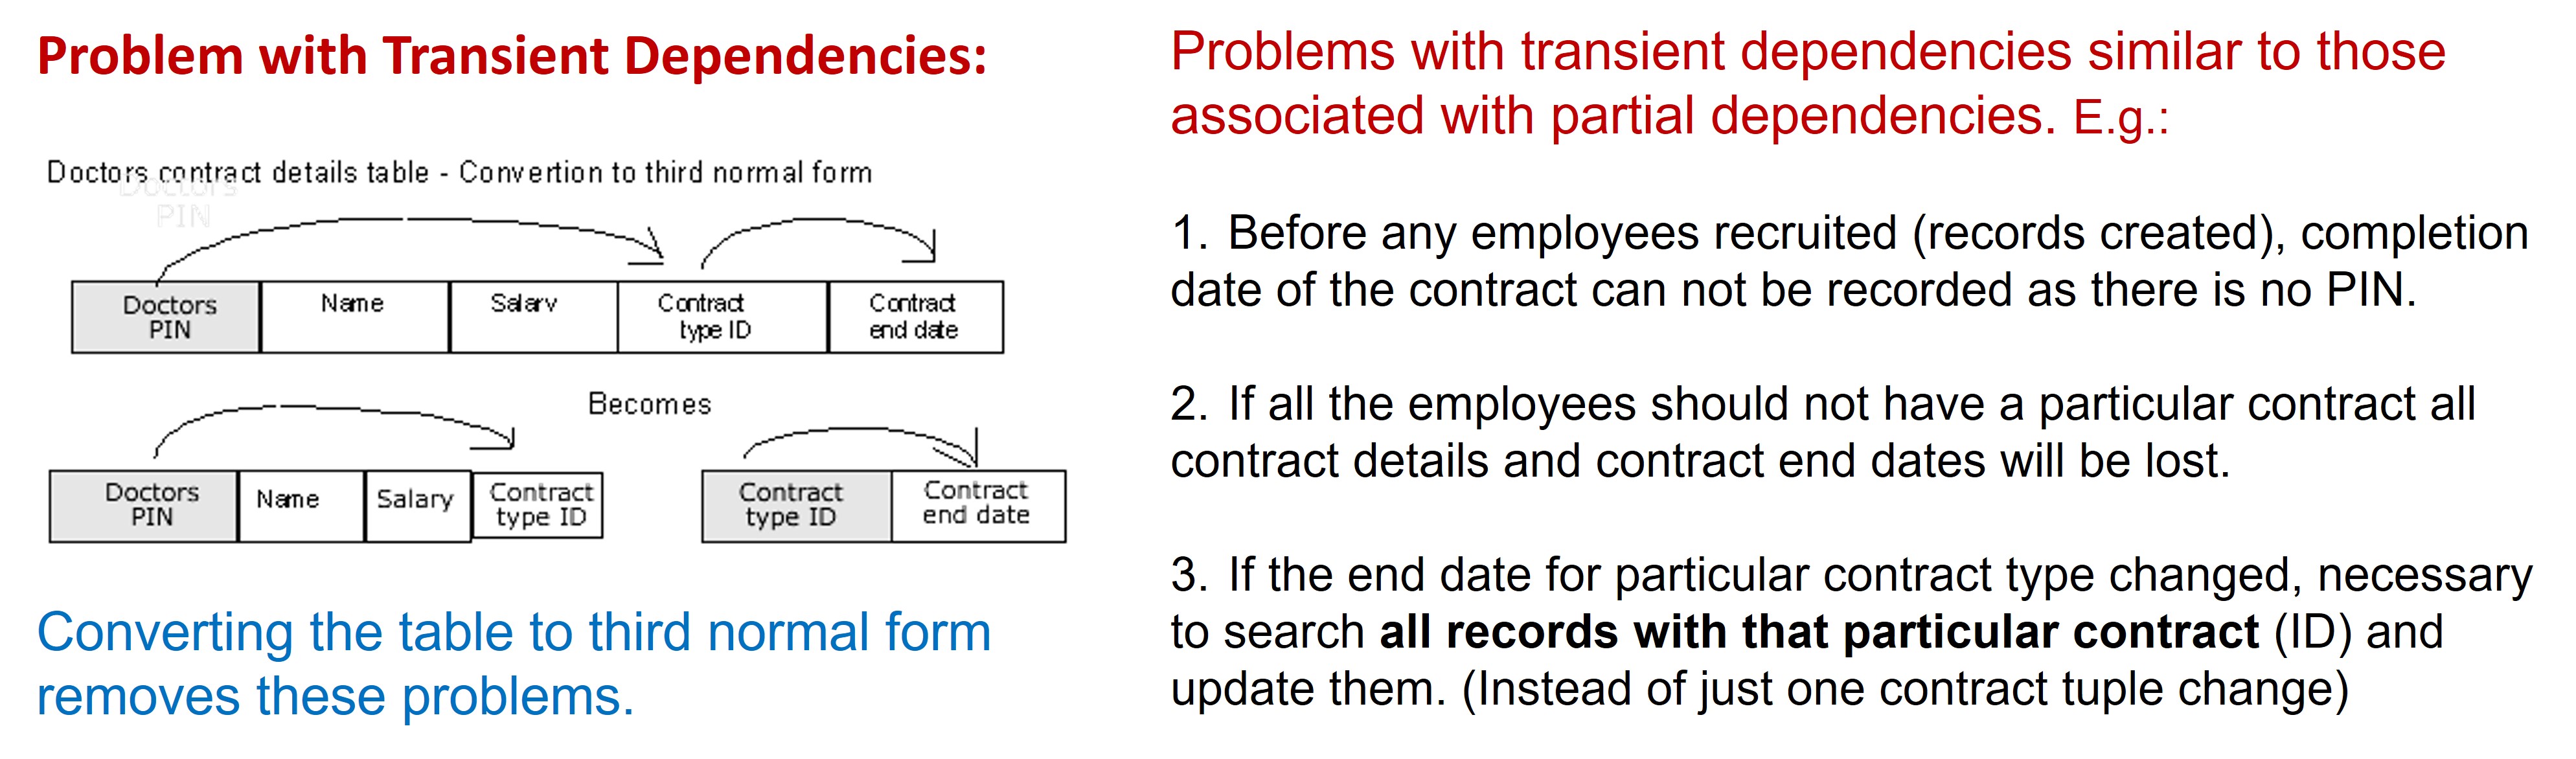 Problem with Transient Dependencies:
Doctors contract details table - Convertion to third normal form
Doctors
PIN
Doctors
PIN
Name
Salary
Contract
type ID
Contract
end date
Becomes
Doctors
PIN
Name
Salary
Contract
type ID
Contract
type ID
Contract
end date
Converting the table to third normal form
removes these problems.
Problems with transient dependencies similar to those
associated with partial dependencies. E.g.:
1. Before any employees recruited (records created), completion
date of the contract can not be recorded as there is no PIN.
2. If all the employees should not have a particular contract all
contract details and contract end dates will be lost.
3. If the end date for particular contract type changed, necessary
to search all records with that particular contract (ID) and
update them. (Instead of just one contract tuple change)